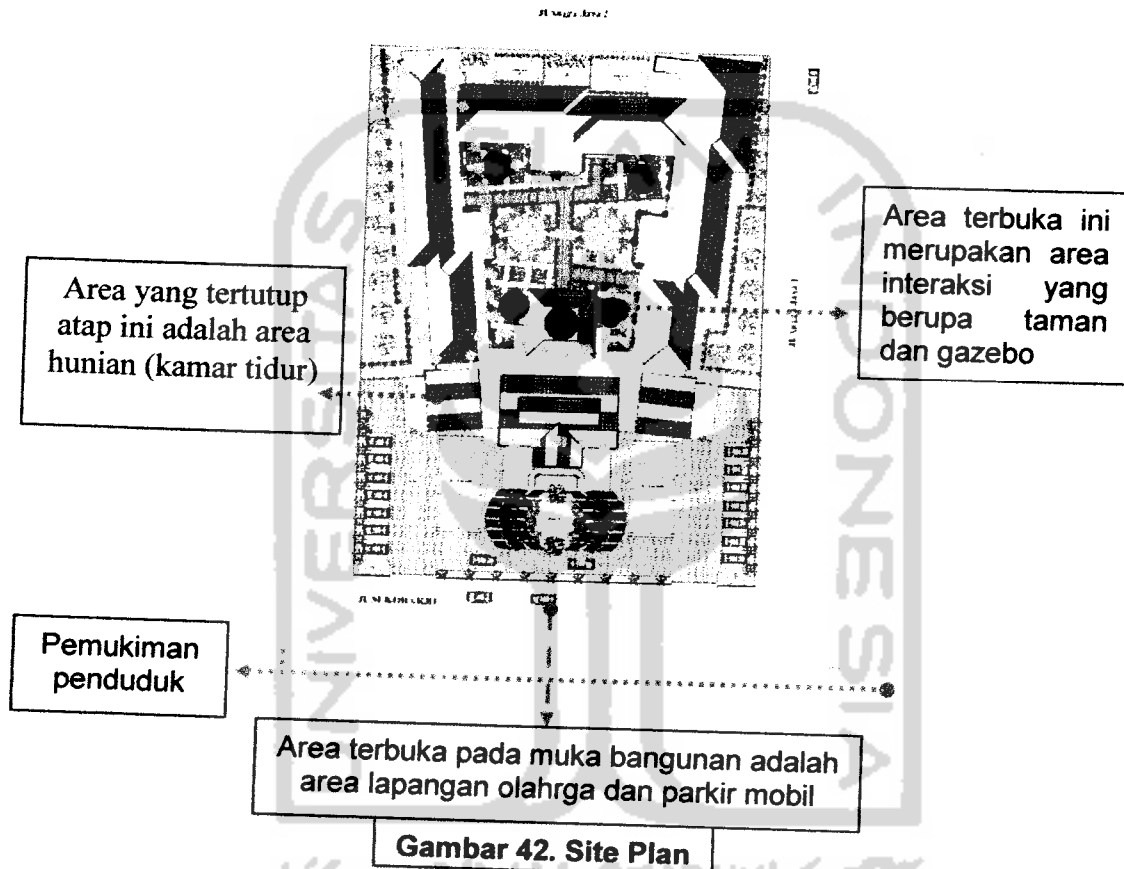 Area terbuka ini
merupakan area
interaksi yang
berupa taman
dan gazebo
Area yang tertutup
atap ini adalah area
hunian (kamar tidur)
Pemukiman
penduduk
Area terbuka pada muka bangunan adalah
area lapangan olahrga dan parkir mobil
Gambar 42. Site Plan
UNIVERSITAS
INDONESIA